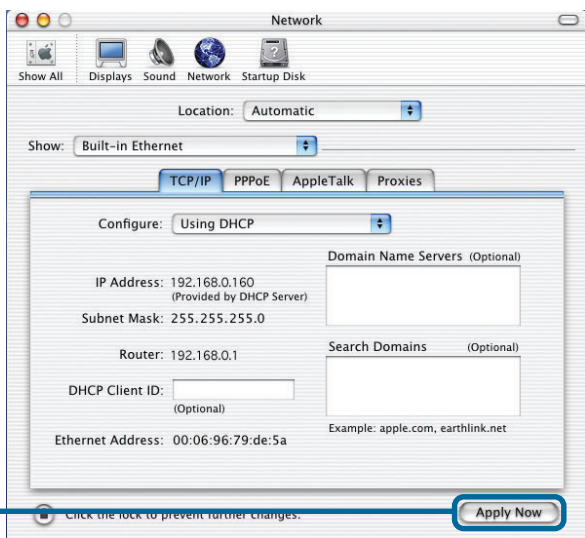 Network
Show All Displays Sound Network Startup Disk
Location: Automatic
Show: Built-in Ethernet
TCP/IP PPPoE AppleTalk Proxies
Configure: Using DHCP
Domain Name Servers (Optional)
IP Address: 192.168.0.160
(Provided by DHCP Server)
Subnet Mask: 255.255.255.0
Search Domains (Optional)
Router: 192.168.0.1
DHCP Client ID:
(Optional)
Example: apple.com, earthlink.net
Ethernet Address: 00:06:96:79:de:5a
Click the lock to prevent further changes.
Apply Now